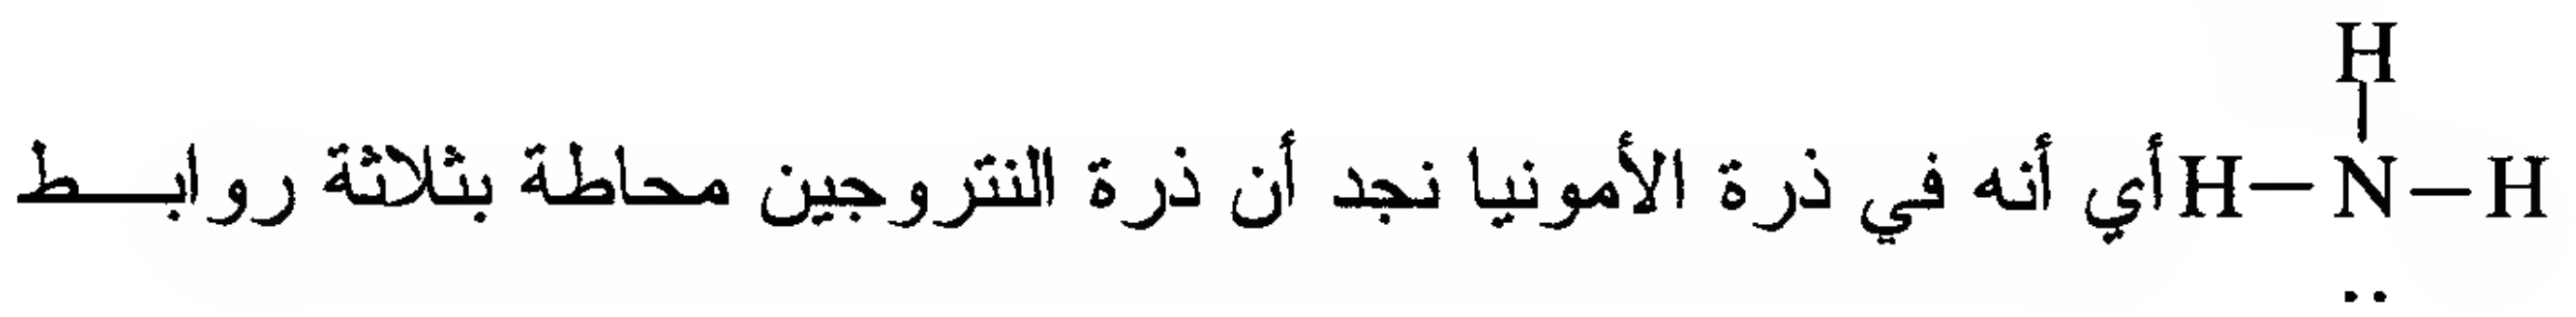 H
|
H–N–H أي أنه في ذرة الأمونيا نجد أن ذرة النتروجين محاطة بثلاثة روابـــط
..